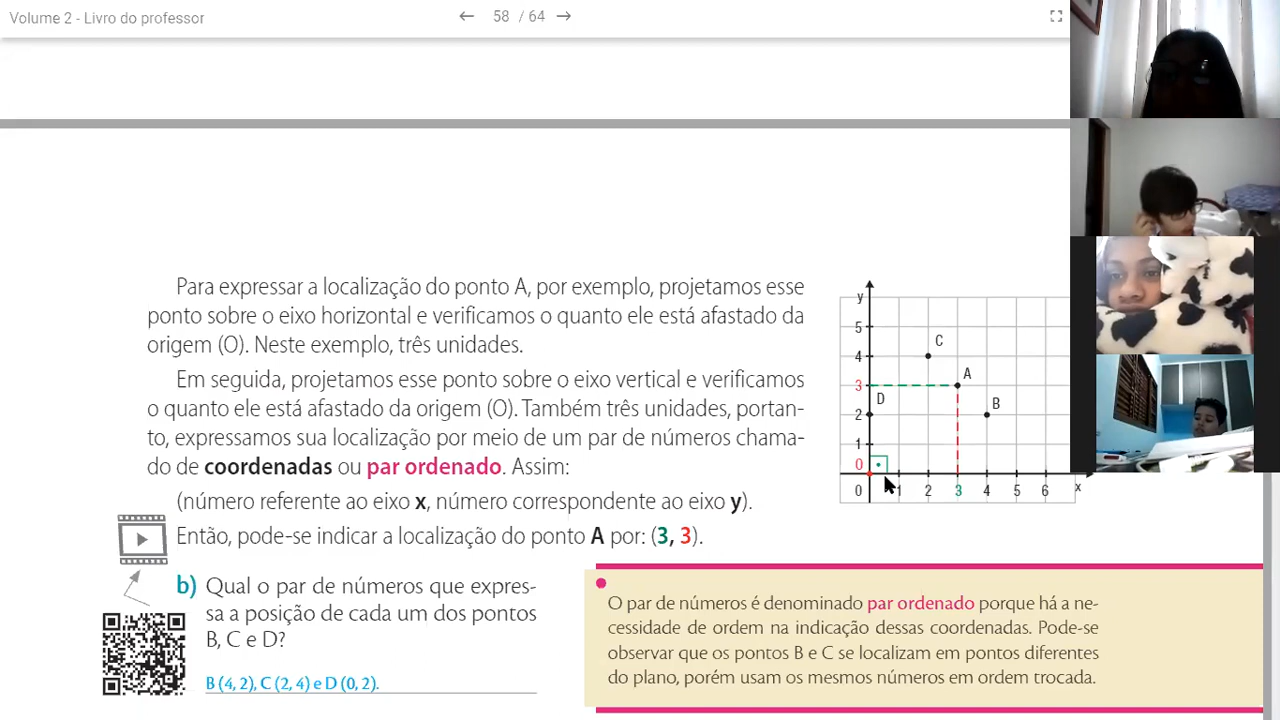 Volume 2 - Livro do professor
← 58 / 64 →
Para expressar a localização do ponto A, por exemplo, projetamos esse
ponto sobre o eixo horizontal e verificamos o quanto ele está afastado da
origem (O). Neste exemplo, três unidades.
Em seguida, projetamos esse ponto sobre o eixo vertical e verificamos
o quanto ele está afastado da origem (O). Também três unidades, portan-
to, expressamos sua localização por meio de um par de números chama-
do de coordenadas ou par ordenado. Assim:
(número referente ao eixo x, número correspondente ao eixo y).
Então, pode-se indicar a localização do ponto A por: (3, 3).
y
5
4
3
2
1
0
C
A
D
B
0 1 2 3 4 5 6 x
b) Qual o par de números que expres-
sa a posição de cada um dos pontos
B, C e D?
B (4, 2), C (2, 4) e D (0, 2).
O par de números é denominado par ordenado porque há a ne-
cessidade de ordem na indicação dessas coordenadas. Pode-se
observar que os pontos B e C se localizam em pontos diferentes
do plano, porém usam os mesmos números em ordem trocada.